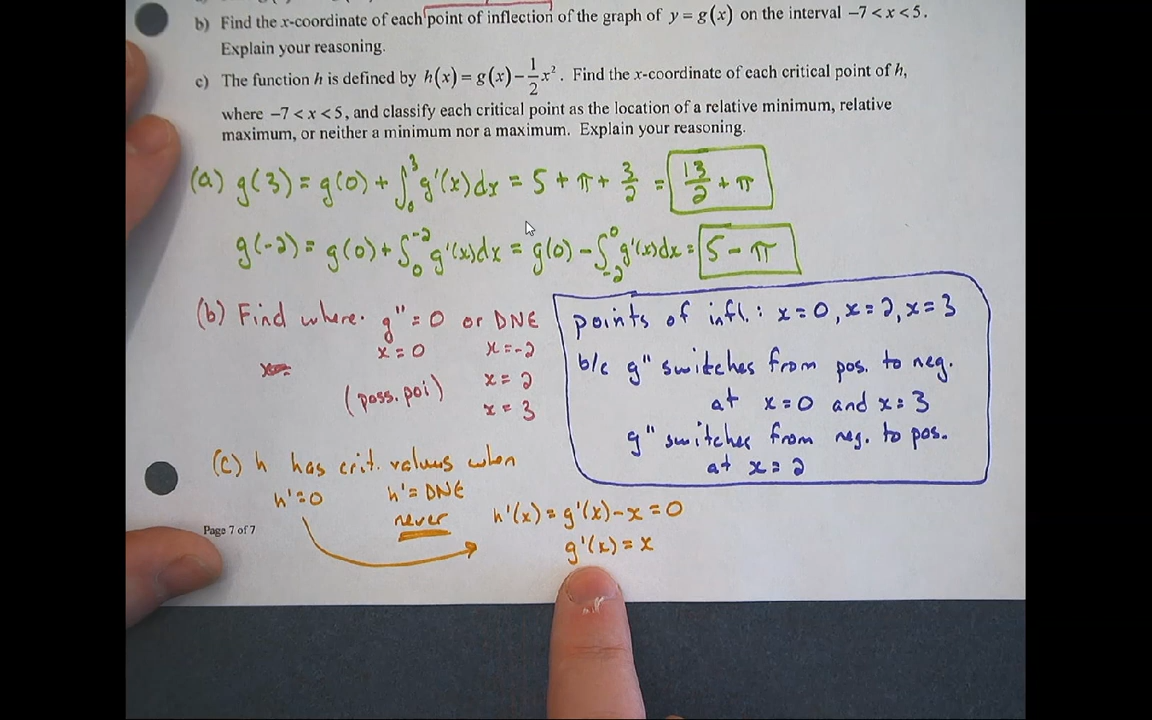 b) Find the x-coordinate of each point of inflection of the graph of y = g(x) on the interval −7 < x < 5.
Explain your reasoning.
c) The function h is defined by h(x) = g(x) − 1/2 x². Find the x-coordinate of each critical point of h,
where −7 < x < 5, and classify each critical point as the location of a relative minimum, relative
maximum, or neither a minimum nor a maximum. Explain your reasoning.
(a) g(3) = g(0) + ∫₀³ g'(x)dx = 5 + π + 3/2 = 13/2 + π
g(-2) = g(0) + ∫₀⁻² g'(x)dx = g(0) − ∫₋₂⁰ g'(x)dx = 5 − π
(b) Find where g'' = 0 or DNE
x = 0 x = -2
(poss. poi) x = 2
x = 3
points of infl.: x = 0, x = 2, x = 3
b/c g'' switches from pos. to neg.
at x = 0 and x = 3
g'' switches from neg. to pos.
at x = 2
(c) h has crit. values when
h' = 0 h' = DNE
never
h'(x) = g'(x) − x = 0
g'(x) = x
Page 7 of 7